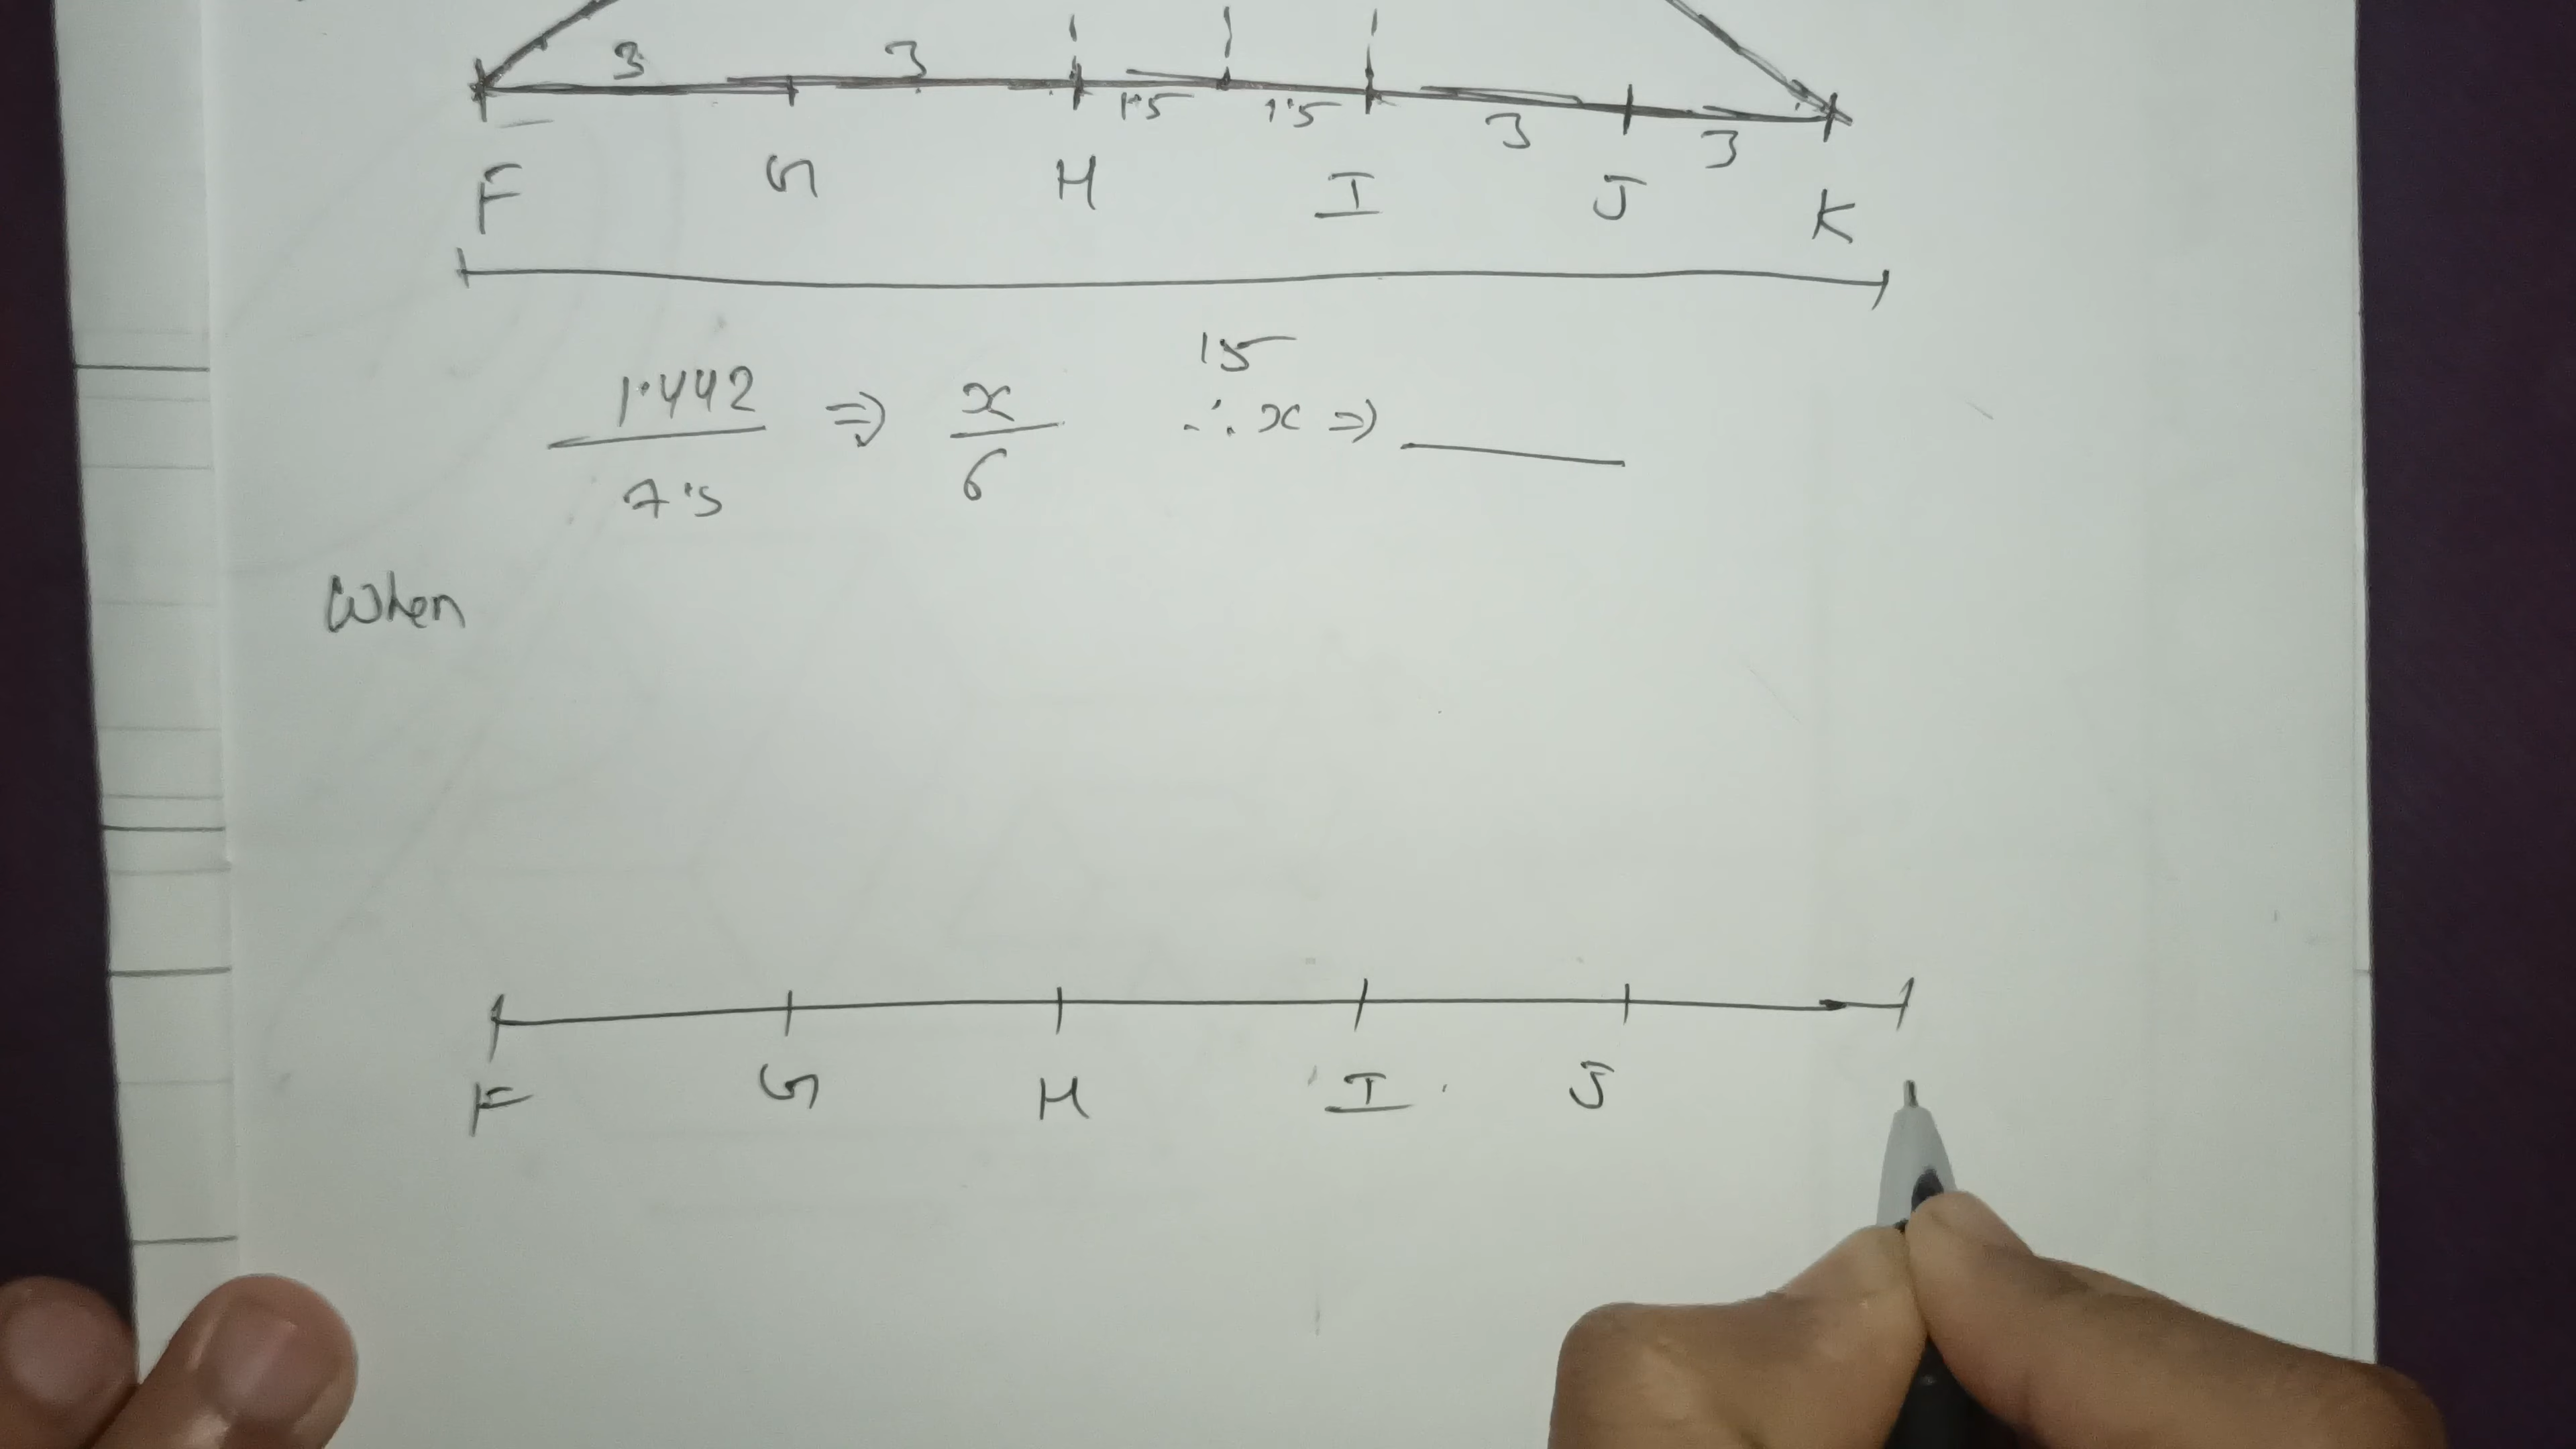 3 3 1.5 1.5 3 3
F G H I J K
15
1.442 / 7.5 ⇒ x / 6 ∴ x ⇒
When
F G H I J